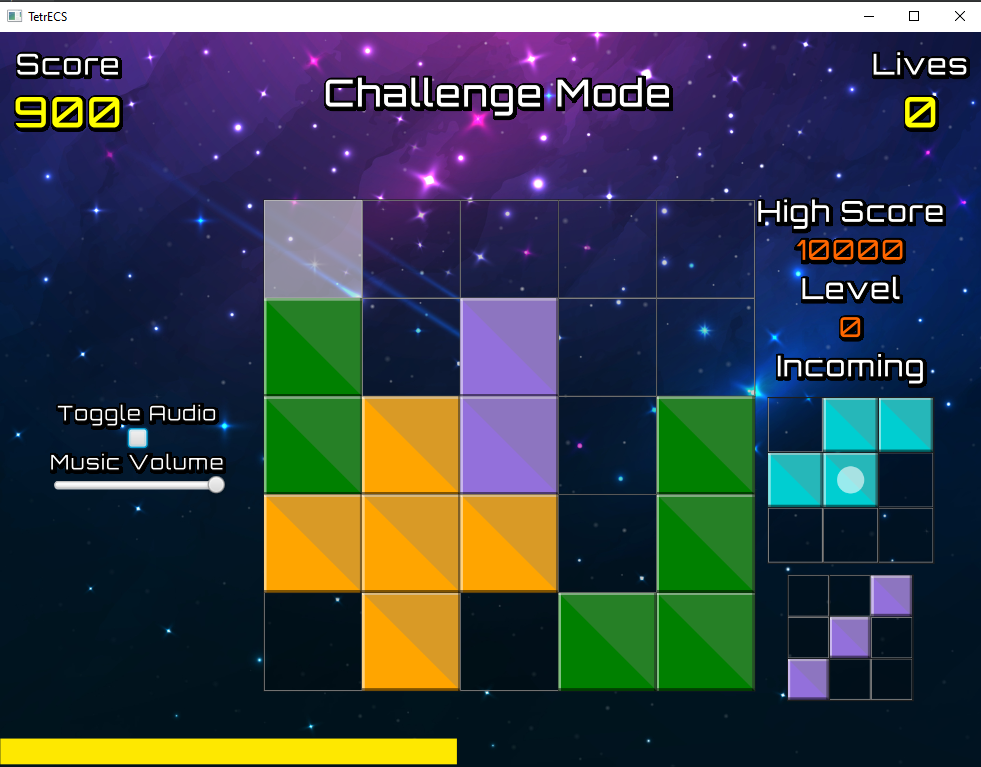 TetrECS
Score
900
Challenge Mode
Lives
0
High Score
10000
Level
0
Incoming
Toggle Audio
Music Volume